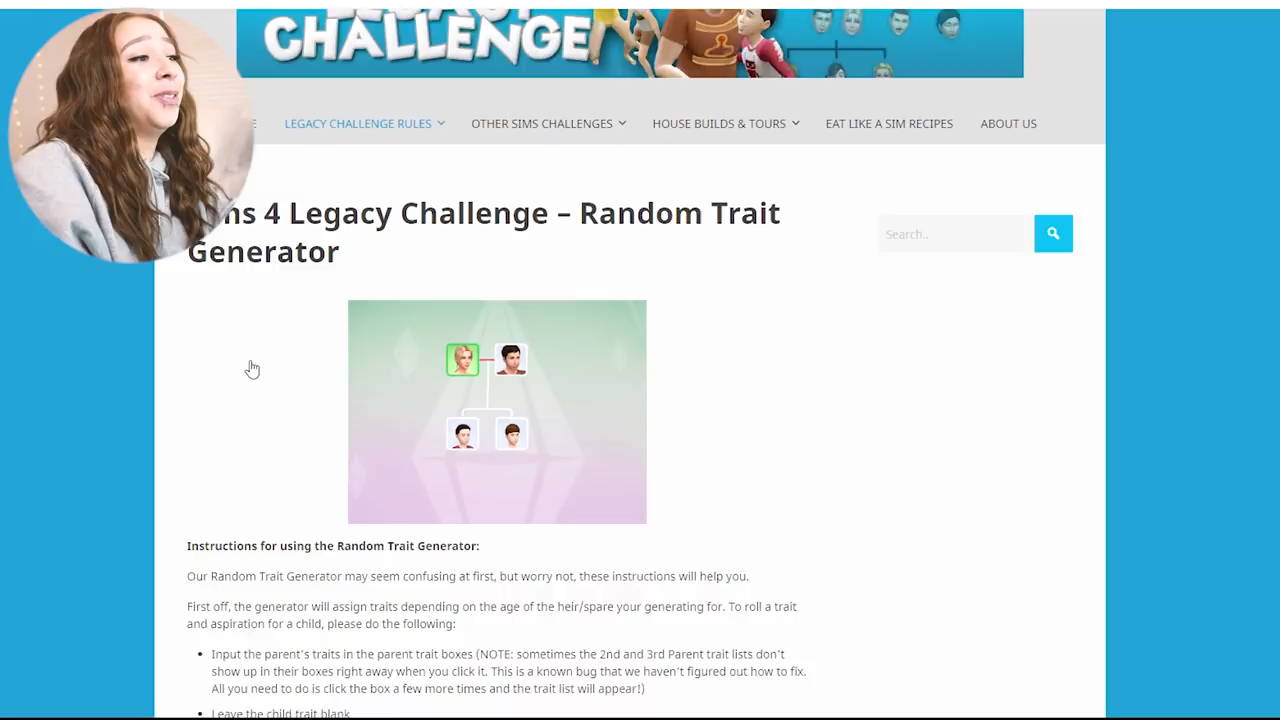 CHALLENGE
LEGACY CHALLENGE RULES OTHER SIMS CHALLENGES HOUSE BUILDS & TOURS EAT LIKE A SIM RECIPES ABOUT US
4 Legacy Challenge – Random Trait
Generator
Search..
Instructions for using the Random Trait Generator:
Our Random Trait Generator may seem confusing at first, but worry not, these instructions will help you.
First off, the generator will assign traits depending on the age of the heir/spare your generating for. To roll a trait
and aspiration for a child, please do the following:
• Input the parent's traits in the parent trait boxes (NOTE: sometimes the 2nd and 3rd Parent trait lists don't
show up in their boxes right away when you click it. This is a known bug that we haven't figured out how to fix.
All you need to do is click the box a few more times and the trait list will appear!)
• Leave the child trait blank